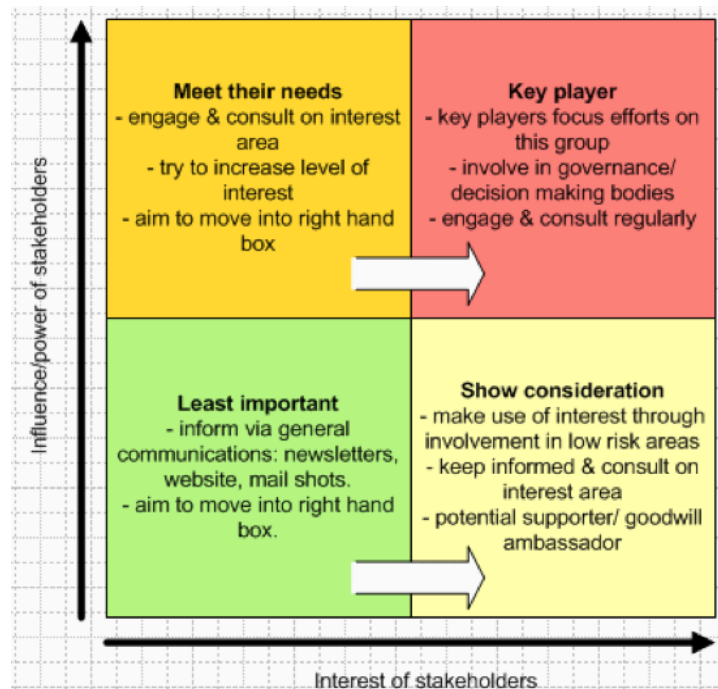 Influence/power of stakeholders
Meet their needs
- engage & consult on interest
area
- try to increase level of
interest
- aim to move into right hand
box
Key player
- key players focus efforts on
this group
- involve in governance/
decision making bodies
- engage & consult regularly
Least important
- inform via general
communications: newsletters,
website, mail shots.
- aim to move into right hand
box.
Show consideration
- make use of interest through
involvement in low risk areas
- keep informed & consult on
interest area
- potential supporter/ goodwill
ambassador
Interest of stakeholders